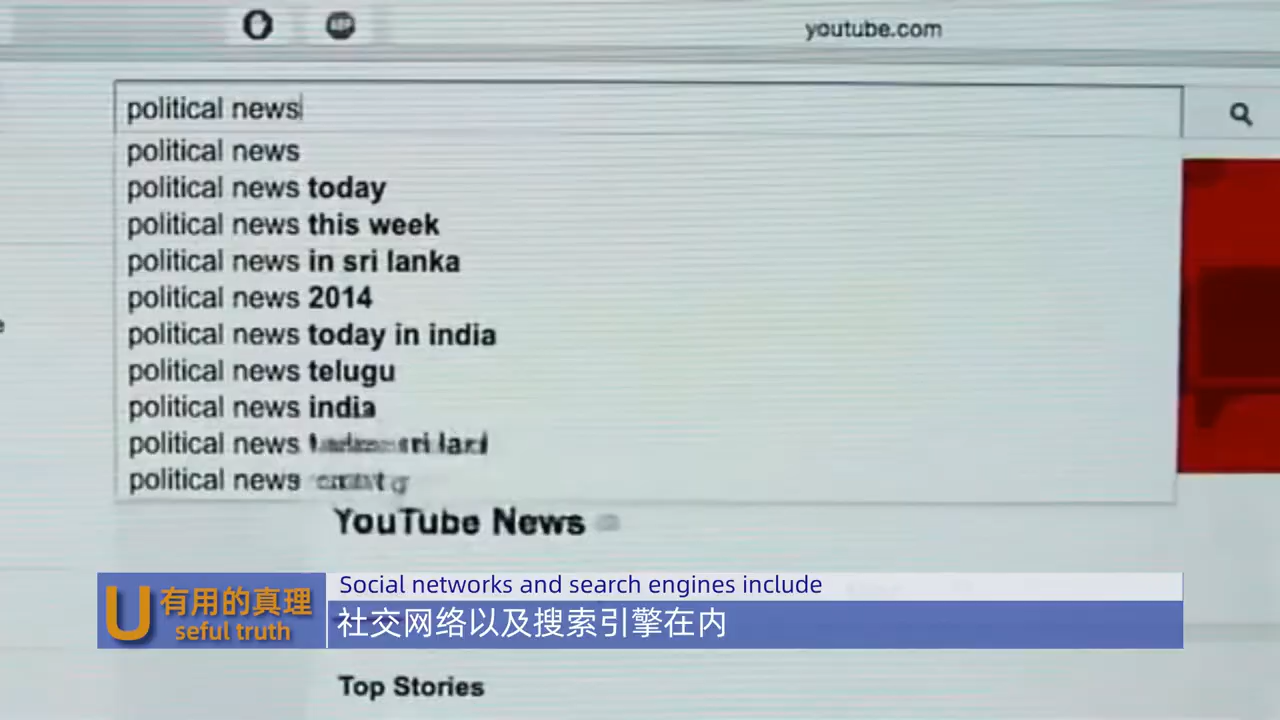 youtube.com
political news
political news
political news today
political news this week
political news in sri lanka
political news 2014
political news today in india
political news telugu
political news india
political news
political news
YouTube News
Social networks and search engines include
U有用的真理
seful truth
社交网络以及搜索引擎在内
Top Stories